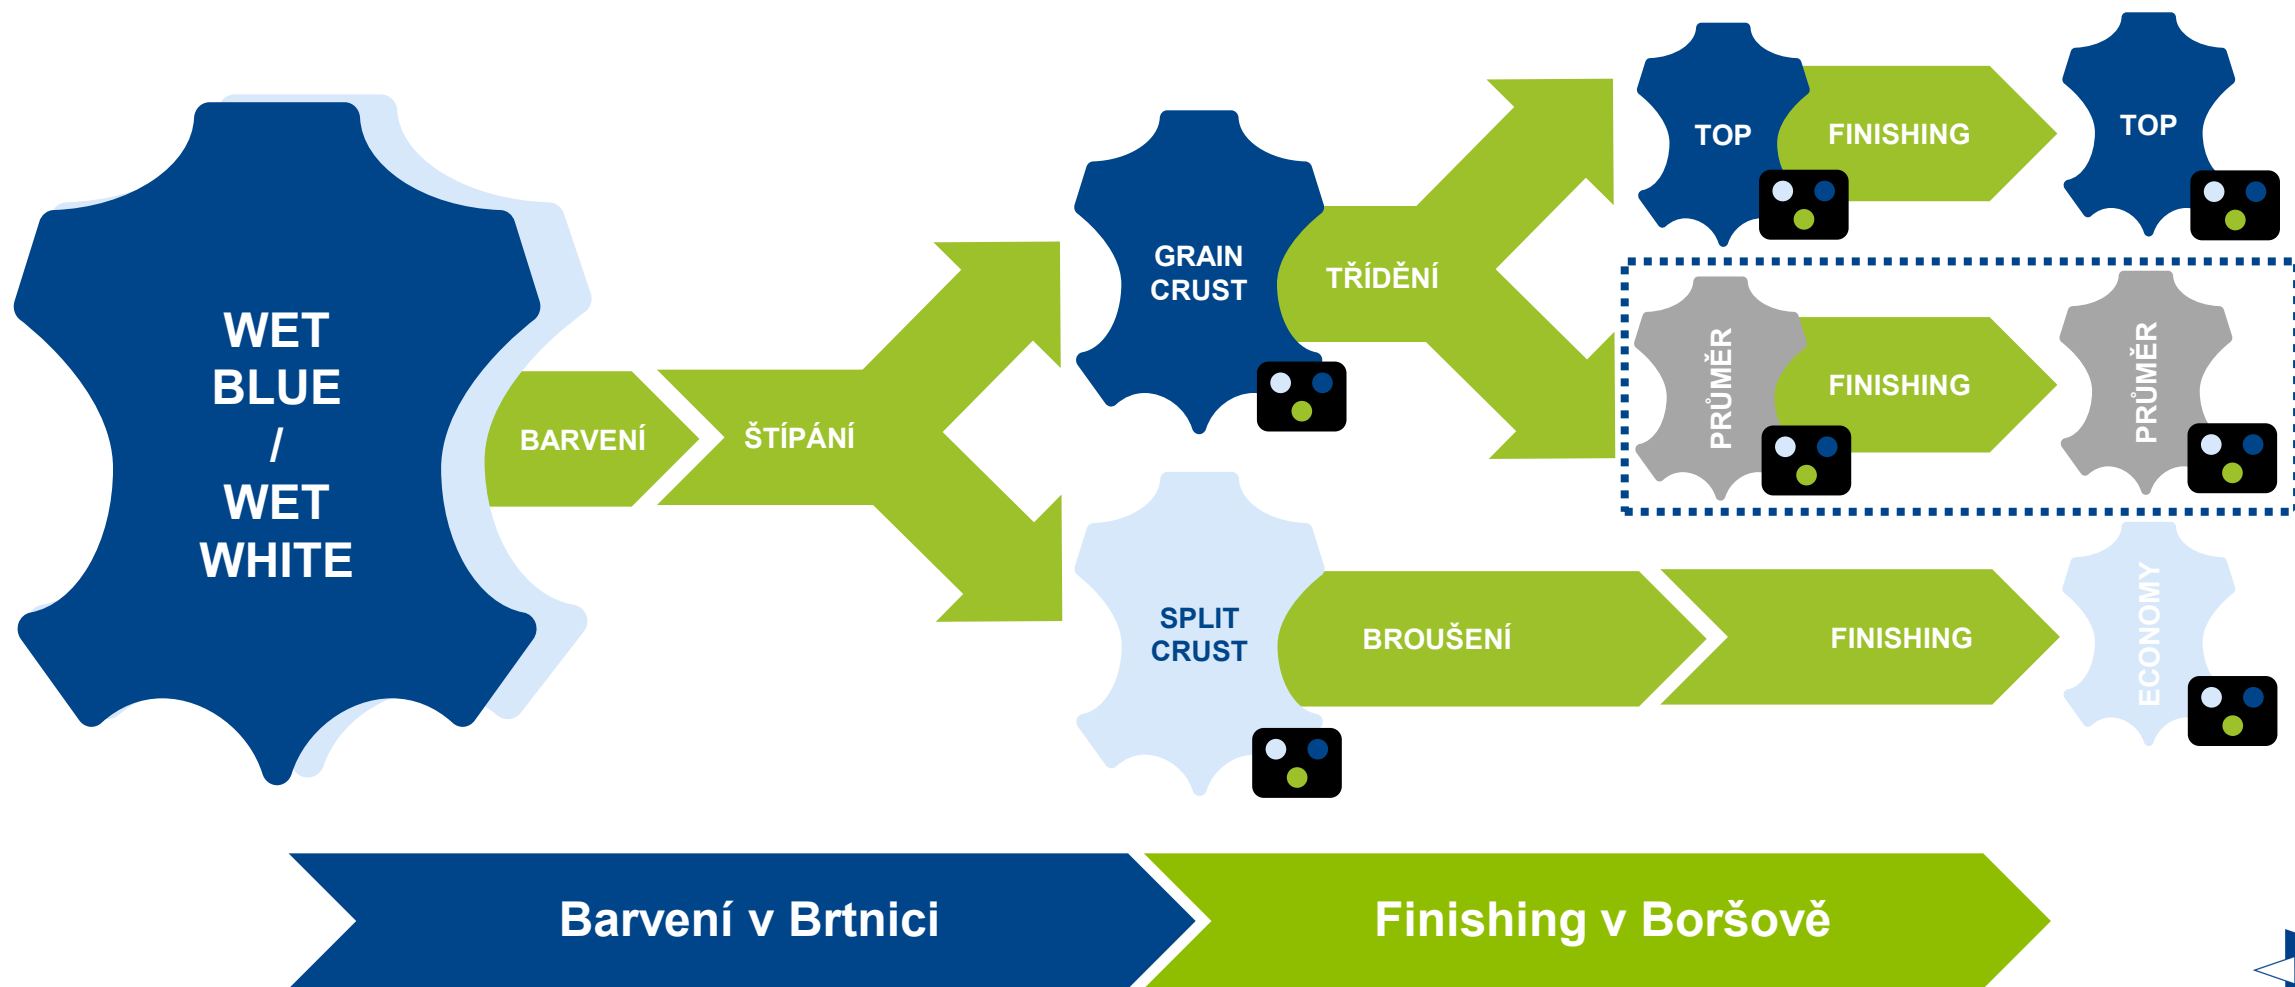 WET
BLUE
/
WET
WHITE
BARVENÍ
ŠTÍPÁNÍ
GRAIN
CRUST
TŘÍDĚNÍ
TOP
FINISHING
TOP
PRŮMĚR
FINISHING
PRŮMĚR
SPLIT
CRUST
BROUŠENÍ
FINISHING
ECONOMY
Barvení v Brtnici
Finishing v Boršově